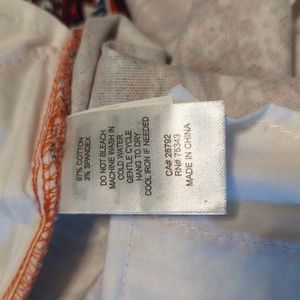 97% COTTON
3% SPANDEX
DO NOT BLEACH
MACHINE WASH IN
COLD WATER
GENTLE CYCLE
HANG TO DRY
COOL IRON IF NEEDED
CA# 28792
RN# 75343
MADE IN CHINA